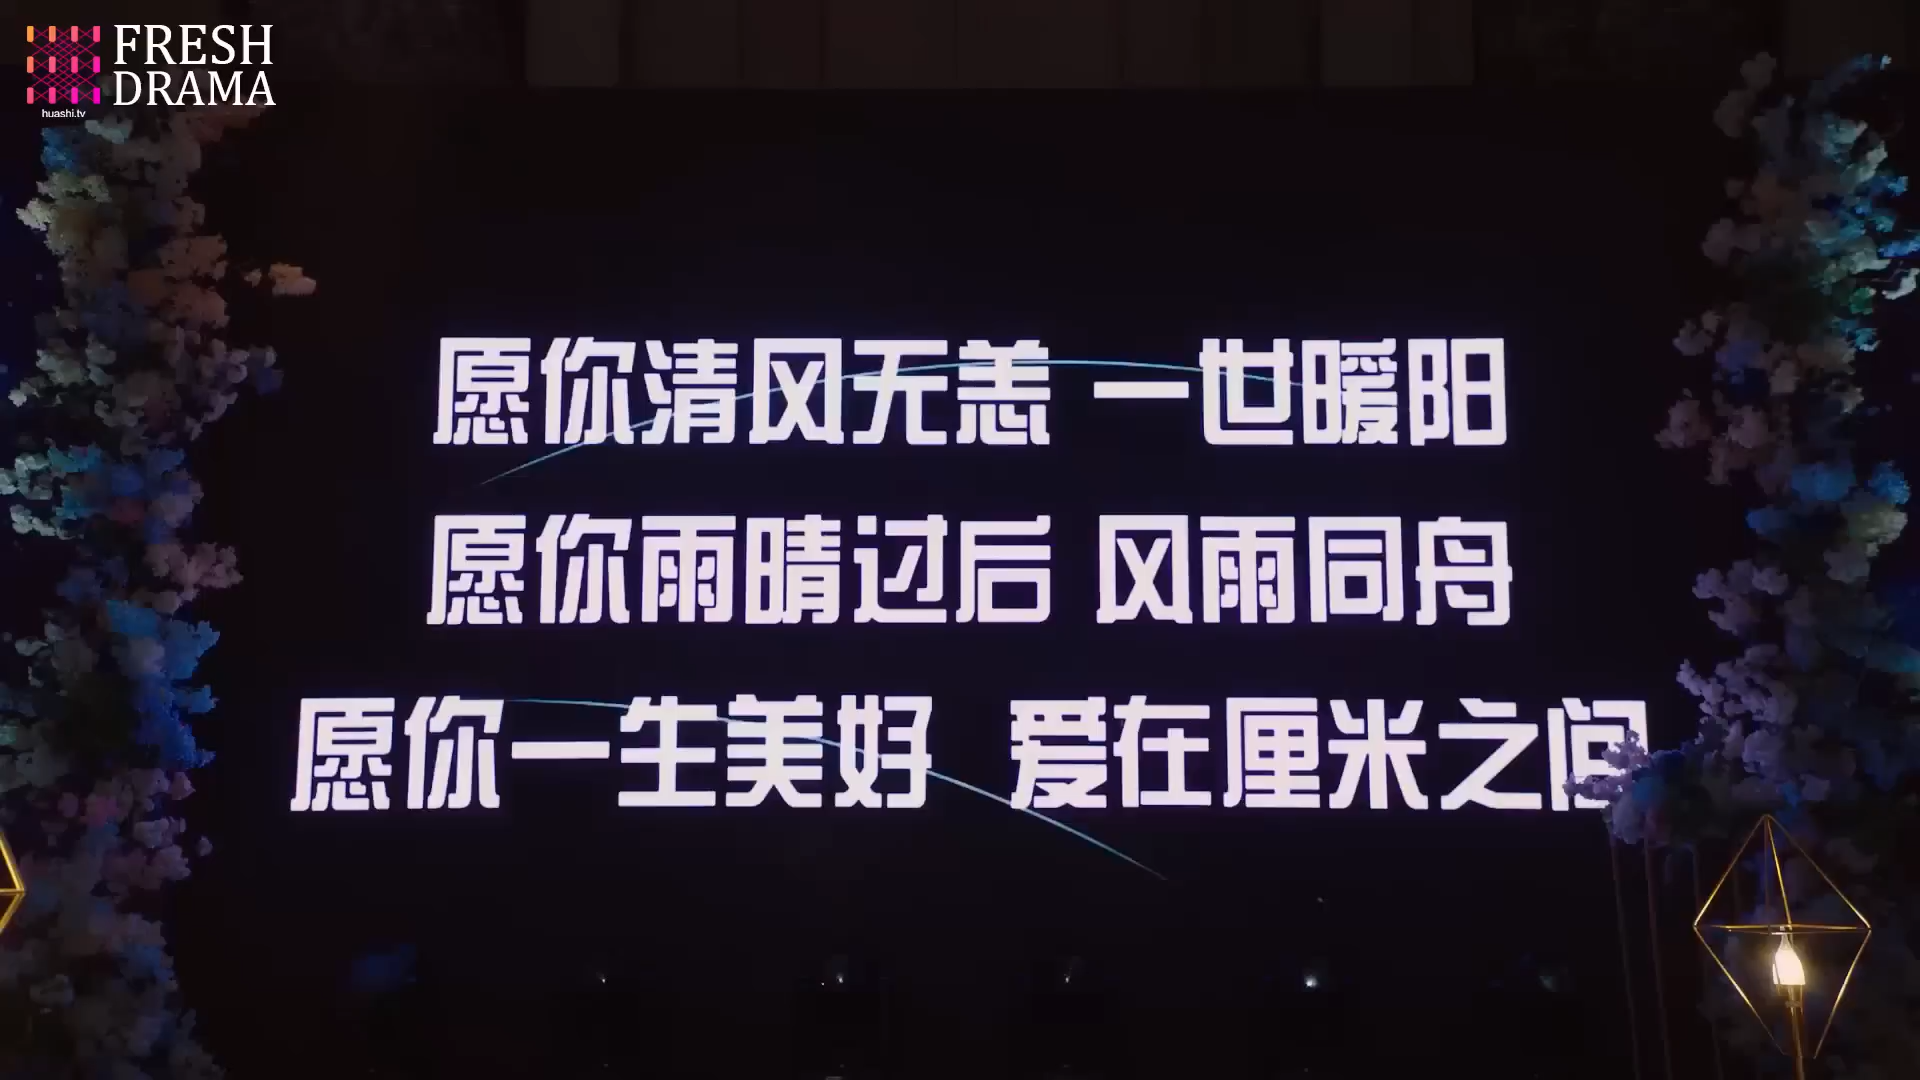 FRESH
DRAMA
huashi.tv
愿你清风无恙 一世暖阳
愿你雨晴过后 风雨同舟
愿你一生美好 爱在厘米之间